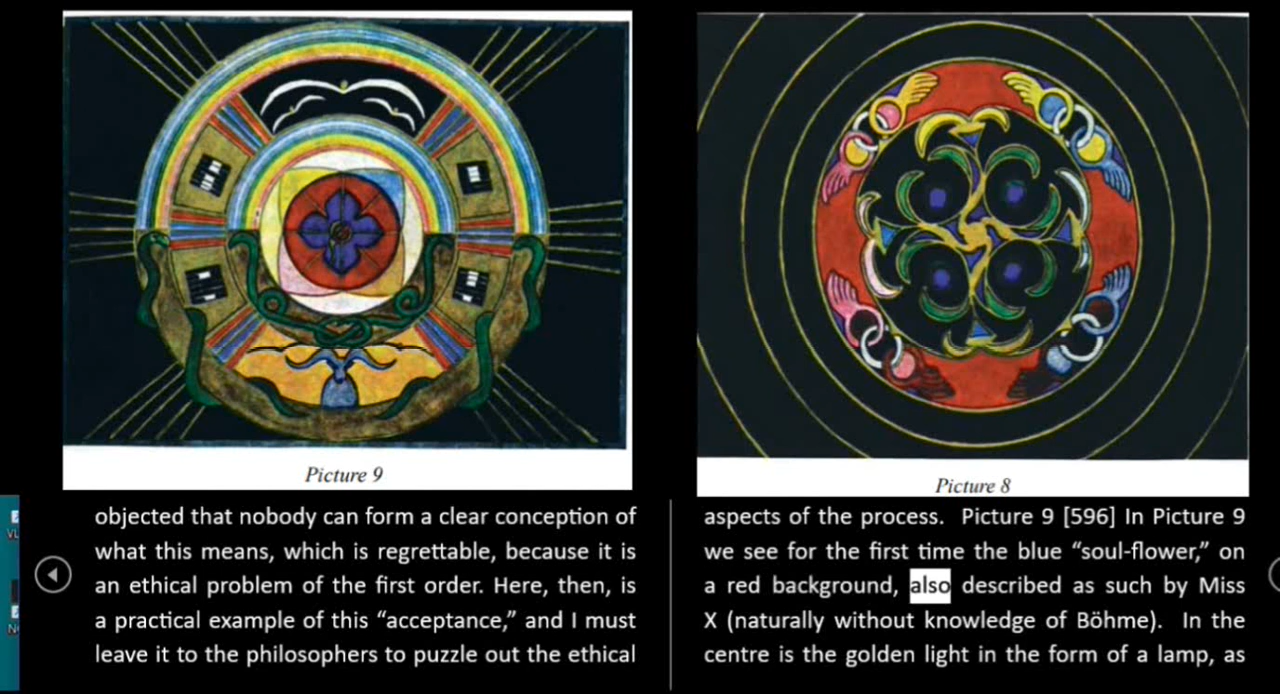 Picture 9
objected that nobody can form a clear conception of
what this means, which is regrettable, because it is
an ethical problem of the first order. Here, then, is
a practical example of this “acceptance,” and I must
leave it to the philosophers to puzzle out the ethical
Picture 8
aspects of the process. Picture 9 [596] In Picture 9
we see for the first time the blue “soul-flower,” on
a red background, also described as such by Miss
X (naturally without knowledge of Böhme). In the
centre is the golden light in the form of a lamp, as